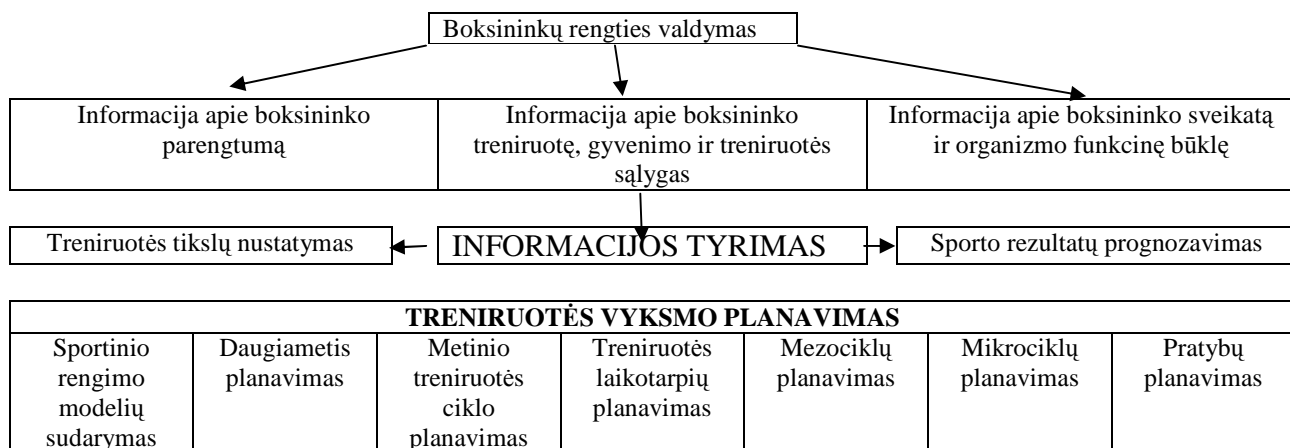 Boksininkų rengties valdymas
Informacija apie boksininko
parengtumą
Informacija apie boksininko
treniruotę, gyvenimo ir treniruotės
sąlygas
Informacija apie boksininko sveikatą
ir organizmo funkcinę būklę
Treniruotės tikslų nustatymas
INFORMACIJOS TYRIMAS
Sporto rezultatų prognozavimas
TRENIRUOTĖS VYKSMO PLANAVIMAS
Sportinio
rengimo
modelių
sudarymas
Daugiametis
planavimas
Metinio
treniruotės
ciklo
planavimas
Treniruotės
laikotarpių
planavimas
Mezociklų
planavimas
Mikrociklų
planavimas
Pratybų
planavimas